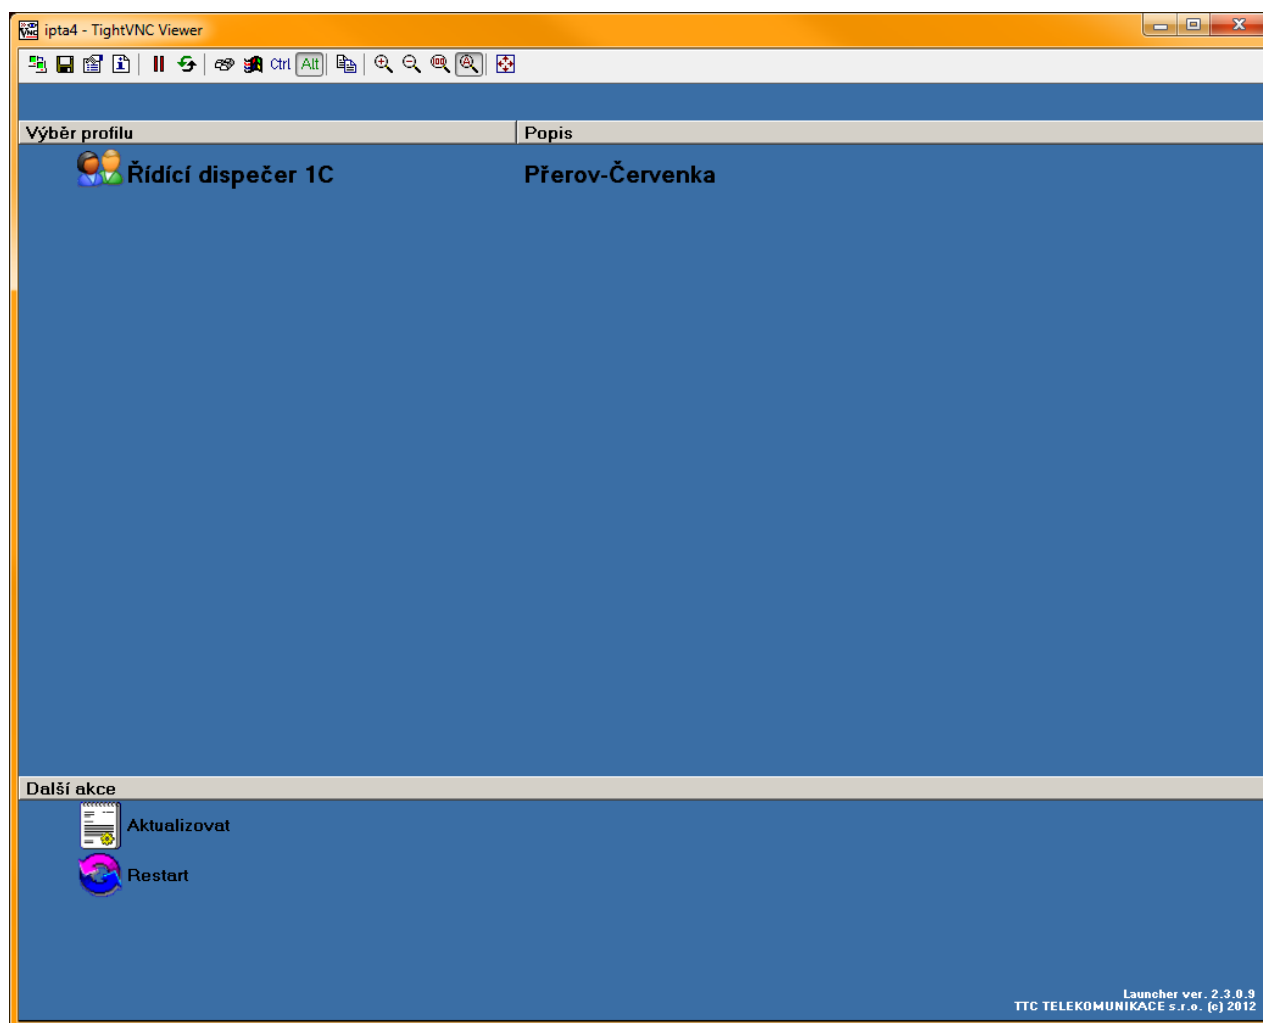 ipta4 - TightVNC Viewer
Ctrl Alt
Výběr profilu Popis
Řídící dispečer 1C Přerov-Červenka
Další akce
Aktualizovat
Restart
Launcher ver. 2.3.0.9
TTC TELEKOMUNIKACE s.r.o. (c) 2012